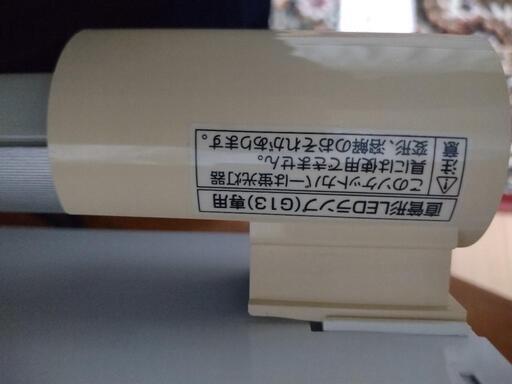 直管形LEDランプ(G13)専用
⚠注意
このソケットカバーは蛍光灯器
具には使用できません。
変形、溶解のおそれがあります。